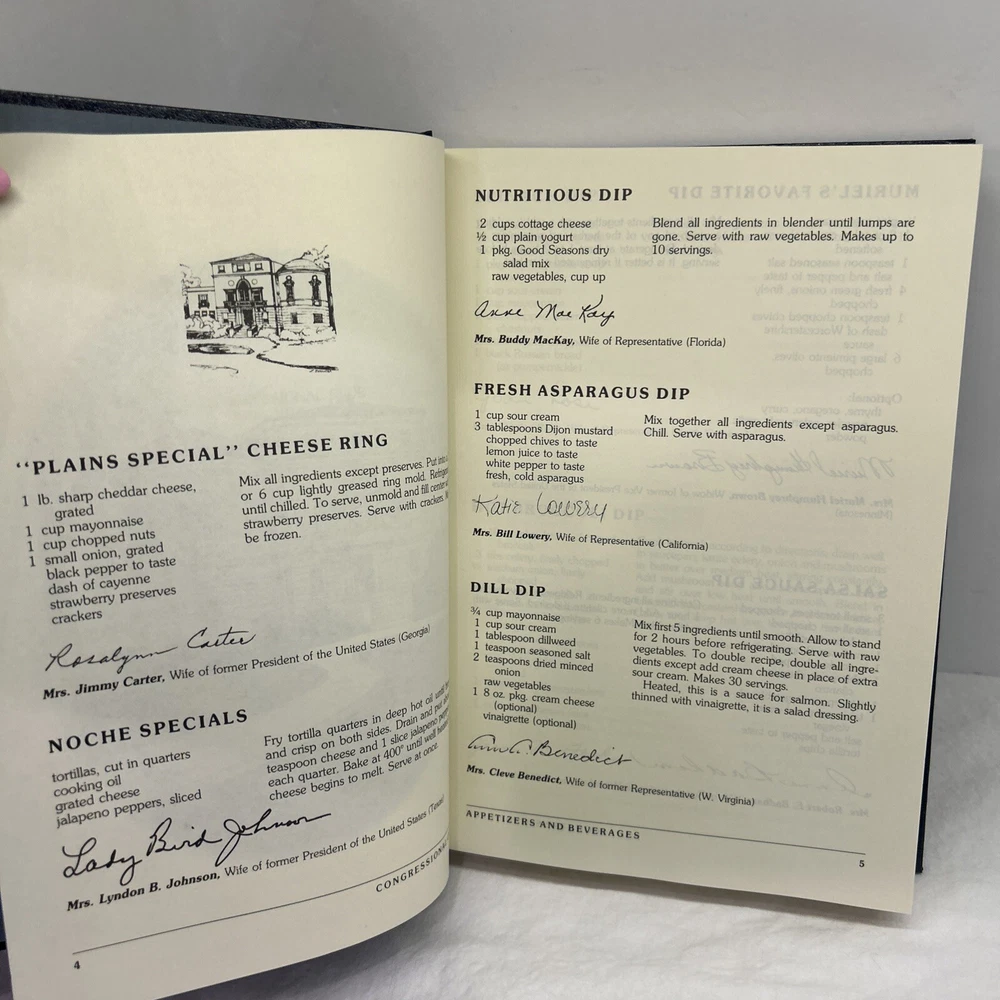 "PLAINS SPECIAL" CHEESE RING
1 lb. sharp cheddar cheese,
grated
1 cup mayonnaise
1 cup chopped nuts
1 small onion, grated
black pepper to taste
dash of cayenne
strawberry preserves
crackers
Mix all ingredients except preserves. Put into
or 6 cup lightly greased ring mold.
until chilled. To serve, unmold and fill center
strawberry preserves. Serve with crackers.
be frozen.
Rosalynn Carter
Mrs. Jimmy Carter, Wife of former President of the United States (Georgia)
NOCHE SPECIALS
tortillas, cut in quarters
cooking oil
grated cheese
jalapeno peppers, sliced
Fry tortilla quarters in deep hot oil until
and crisp on both sides. Drain and
teaspoon cheese and 1 slice jalapeno
each quarter. Bake at 400° until well
cheese begins to melt. Serve at once.
Lady Bird Johnson
Mrs. Lyndon B. Johnson, Wife of former President of the United States (Texas)
CONGRESSIONAL
4
NUTRITIOUS DIP
2 cups cottage cheese
½ cup plain yogurt
1 pkg. Good Seasons dry
salad mix
raw vegetables, cup up
Blend all ingredients in blender until lumps are
gone. Serve with raw vegetables. Makes up to
10 servings.
Anne MacKay
Mrs. Buddy MacKay, Wife of Representative (Florida)
FRESH ASPARAGUS DIP
1 cup sour cream
3 tablespoons Dijon mustard
chopped chives to taste
lemon juice to taste
white pepper to taste
fresh, cold asparagus
Mix together all ingredients except asparagus.
Chill. Serve with asparagus.
Katie Lowery
Mrs. Bill Lowery, Wife of Representative (California)
DILL DIP
¾ cup mayonnaise
1 cup sour cream
1 tablespoon dillweed
1 teaspoon seasoned salt
2 teaspoons dried minced
onion
raw vegetables
1 8 oz. pkg. cream cheese
(optional)
vinaigrette (optional)
Mix first 5 ingredients until smooth. Allow to stand
for 2 hours before refrigerating. Serve with raw
vegetables. To double recipe, double all ingre-
dients except add cream cheese in place of extra
sour cream. Makes 30 servings.
Heated, this is a sauce for salmon. Slightly
thinned with vinaigrette, it is a salad dressing.
Ann A. Benedict
Mrs. Cleve Benedict, Wife of former Representative (W. Virginia)
APPETIZERS AND BEVERAGES
5